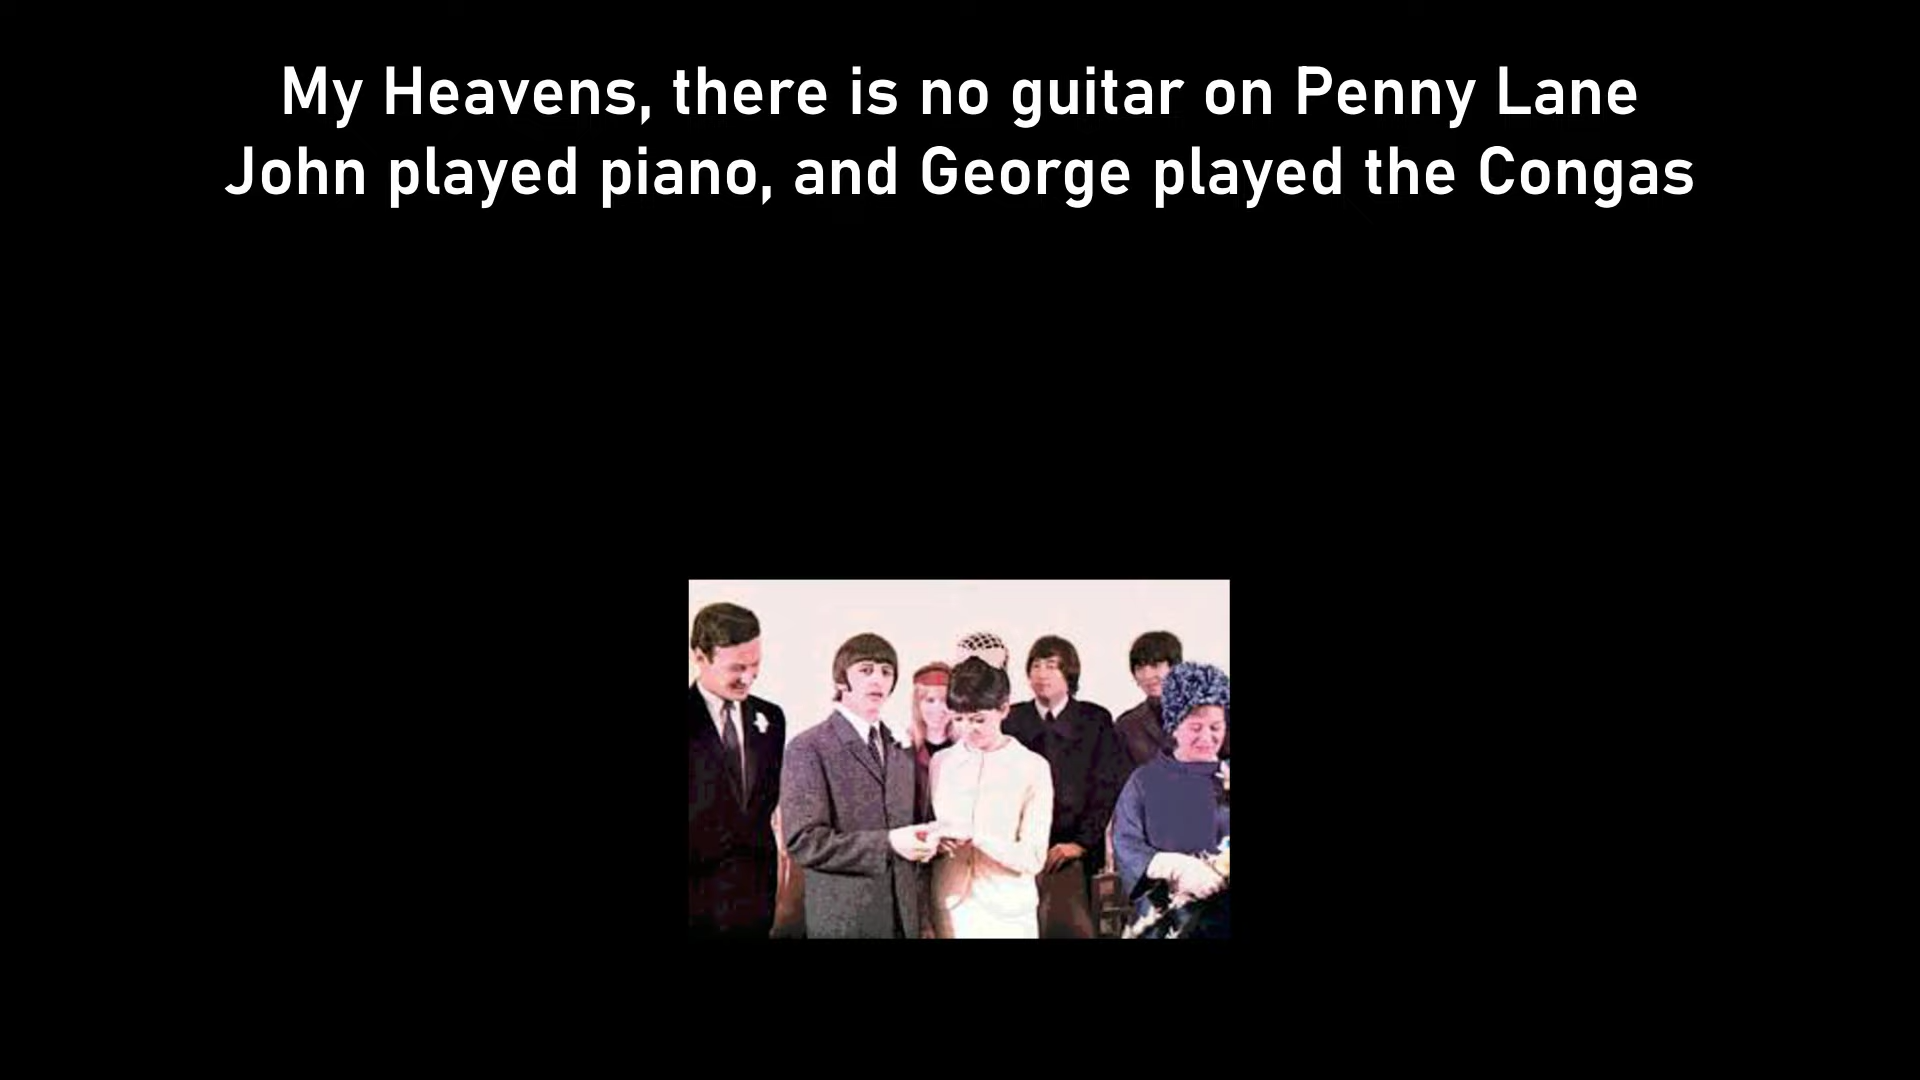 My Heavens, there is no guitar on Penny Lane
John played piano, and George played the Congas